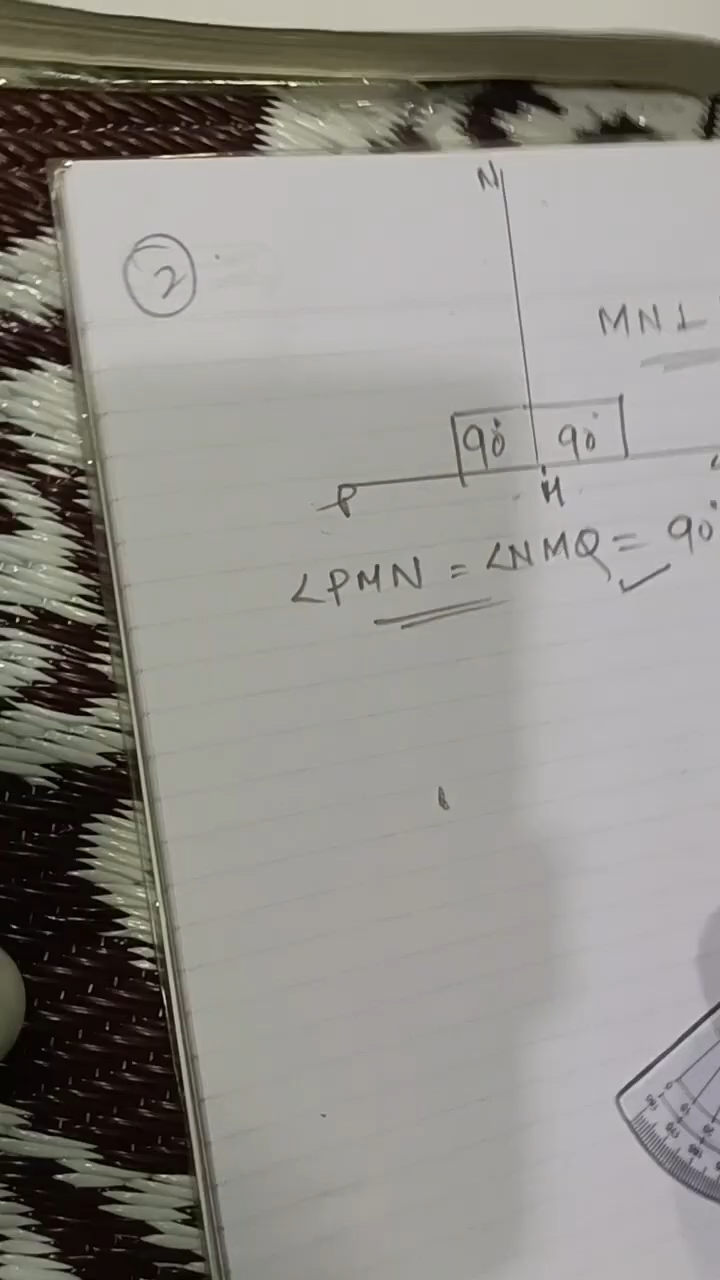 N
2
MN⊥
90° 90°
P M
∠PMN = ∠NMQ = 90°